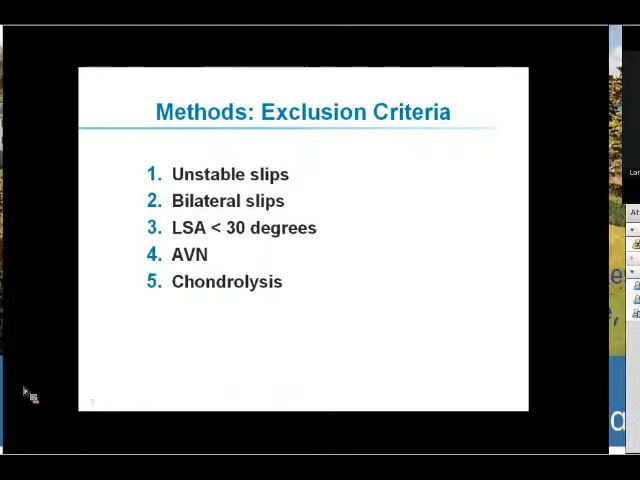 Methods: Exclusion Criteria
1. Unstable slips
2. Bilateral slips
3. LSA < 30 degrees
4. AVN
5. Chondrolysis